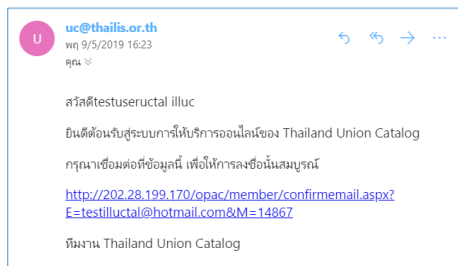 U
uc@thailis.or.th
พฤ 9/5/2019 16:23
คุณ
สวัสดีtestuseructal illuc
ยินดีต้อนรับสู่ระบบการให้บริการออนไลน์ของ Thailand Union Catalog
กรุณาเชื่อมต่อที่ข้อมูลนี้ เพื่อให้การลงชื่อนั้นสมบูรณ์
http://202.28.199.170/opac/member/confirmemail.aspx?
E=testilluctal@hotmail.com&M=14867
ทีมงาน Thailand Union Catalog